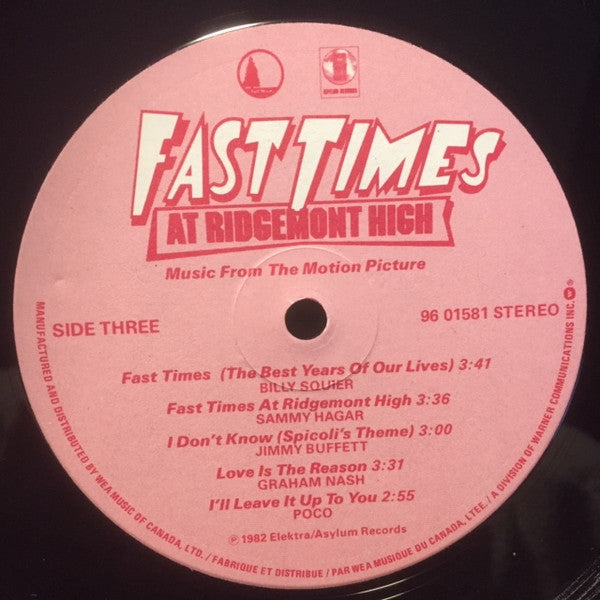 ASYLUM RECORDS
FAST TIMES
AT RIDGEMONT HIGH
Music From The Motion Picture
SIDE THREE
96 01581 STEREO
Fast Times (The Best Years Of Our Lives) 3:41
BILLY SQUIER
Fast Times At Ridgemont High 3:36
SAMMY HAGAR
I Don't Know (Spicoli's Theme) 3:00
JIMMY BUFFETT
Love Is The Reason 3:31
GRAHAM NASH
I'll Leave It Up To You 2:55
POCO
℗ 1982 Elektra/Asylum Records
MANUFACTURED AND DISTRIBUTED BY WEA MUSIC OF CANADA, LTD. / FABRIQUE ET DISTRIBUE / PAR WEA MUSIQUE DU CANADA, LTEE. / A DIVISION OF WARNER COMMUNICATIONS INC. ®